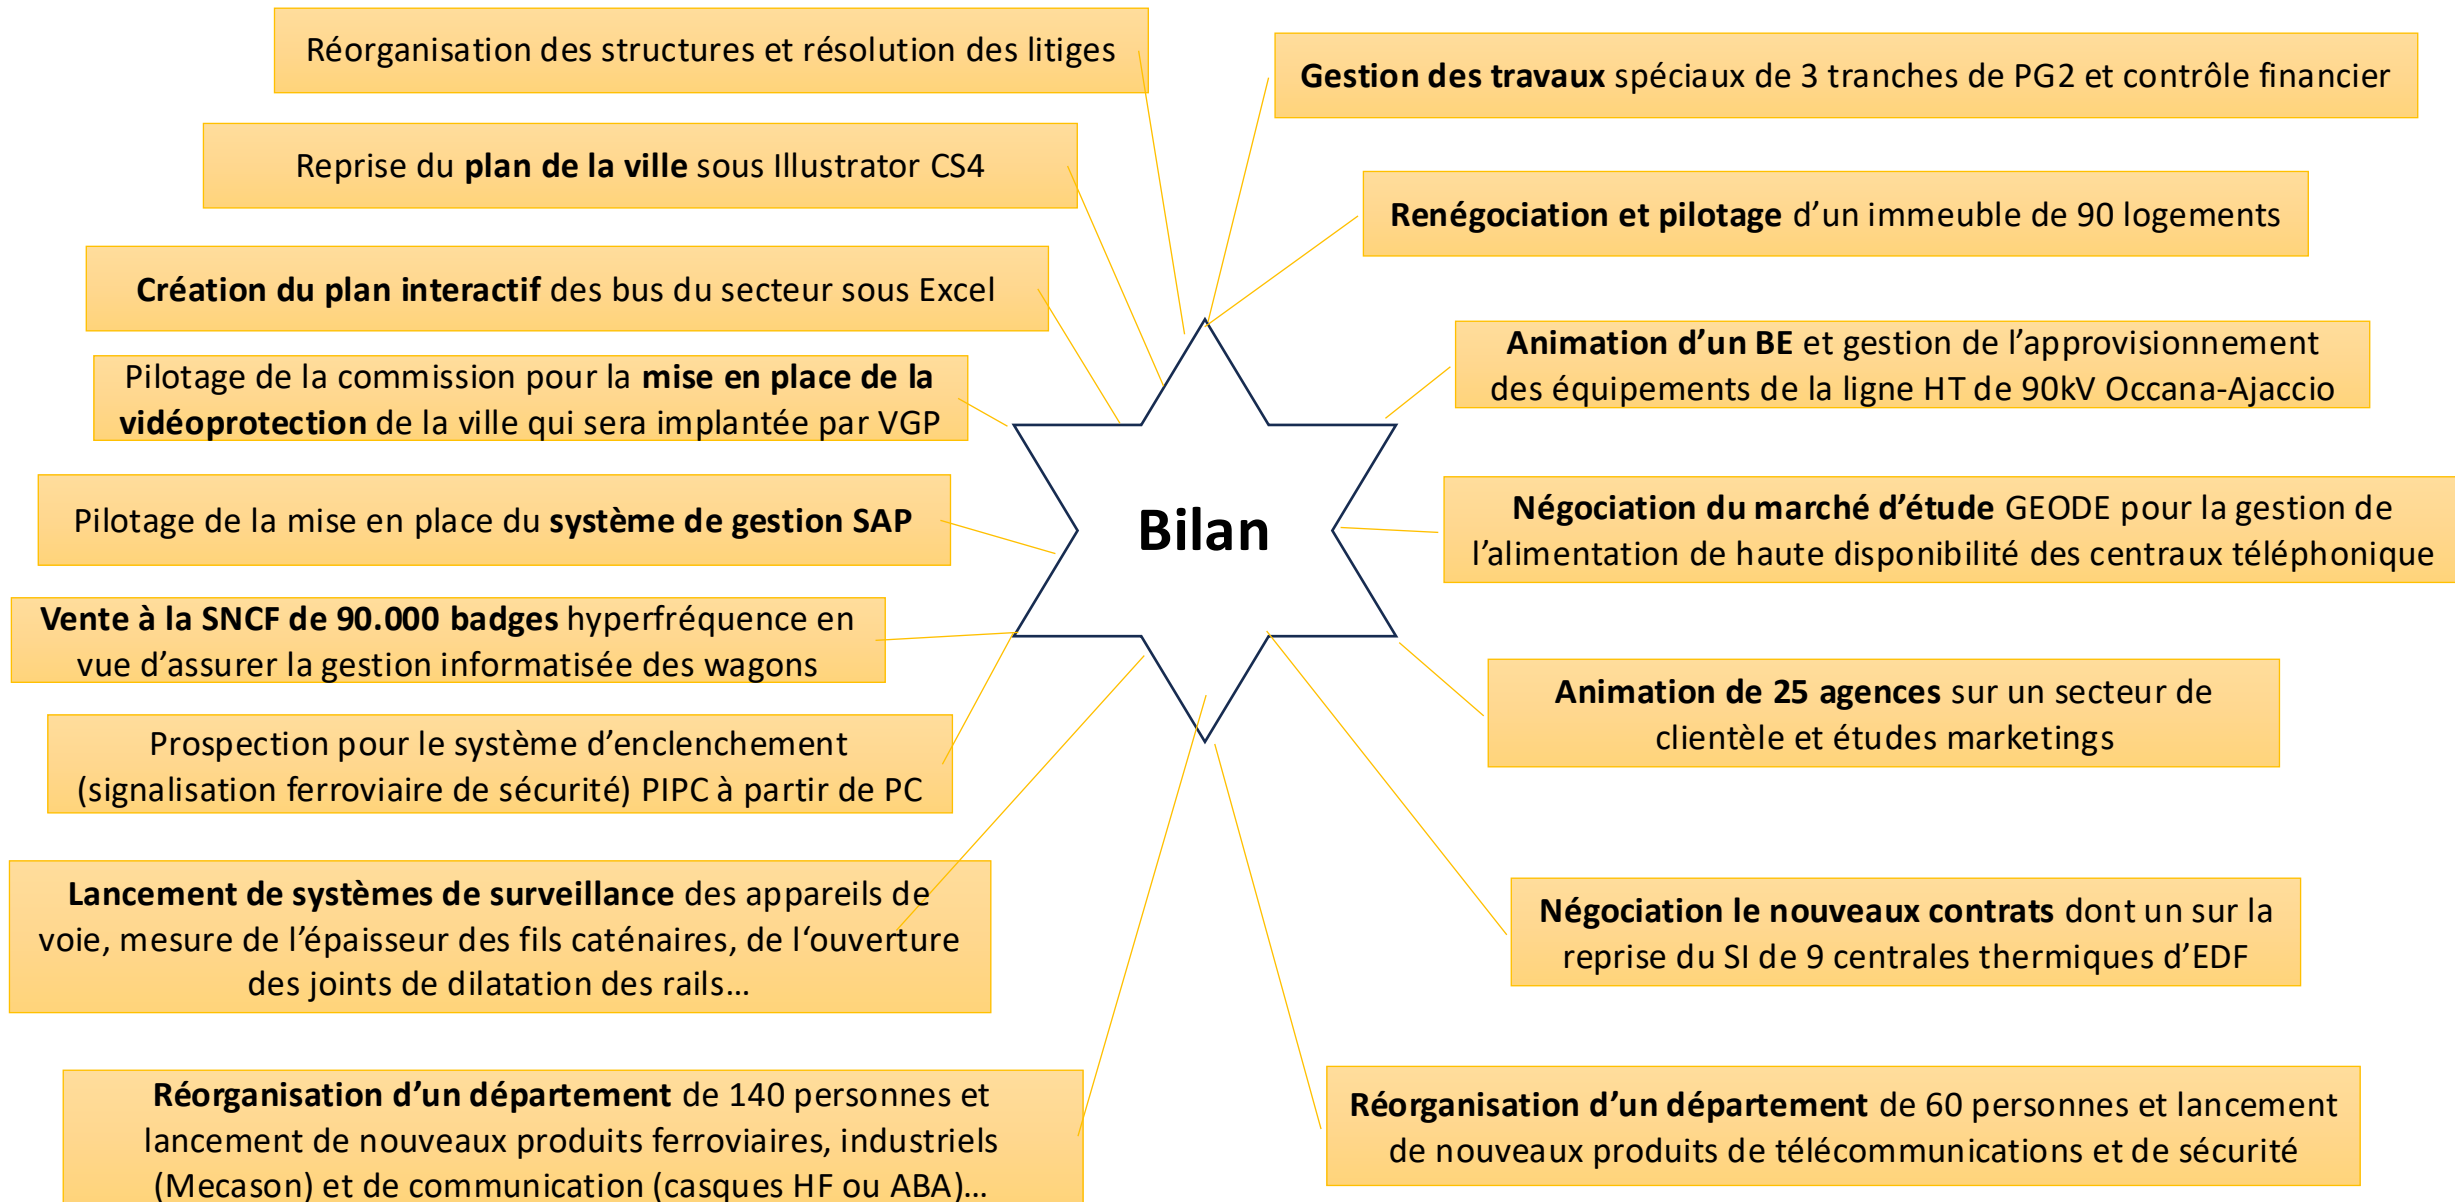 Réorganisation des structures et résolution des litiges
Reprise du plan de la ville sous Illustrator CS4
Création du plan interactif des bus du secteur sous Excel
Pilotage de la commission pour la mise en place de la
vidéoprotection de la ville qui sera implantée par VGP
Pilotage de la mise en place du système de gestion SAP
Vente à la SNCF de 90.000 badges hyperfréquence en
vue d’assurer la gestion informatisée des wagons
Prospection pour le système d’enclenchement
(signalisation ferroviaire de sécurité) PIPC à partir de PC
Lancement de systèmes de surveillance des appareils de
voie, mesure de l’épaisseur des fils caténaires, de l‘ouverture
des joints de dilatation des rails…
Réorganisation d’un département de 140 personnes et
lancement de nouveaux produits ferroviaires, industriels
(Mecason) et de communication (casques HF ou ABA)…
Bilan
Gestion des travaux spéciaux de 3 tranches de PG2 et contrôle financier
Renégociation et pilotage d’un immeuble de 90 logements
Animation d’un BE et gestion de l’approvisionnement
des équipements de la ligne HT de 90kV Occana-Ajaccio
Négociation du marché d’étude GEODE pour la gestion de
l’alimentation de haute disponibilité des centraux téléphonique
Animation de 25 agences sur un secteur de
clientèle et études marketings
Négociation le nouveaux contrats dont un sur la
reprise du SI de 9 centrales thermiques d’EDF
Réorganisation d’un département de 60 personnes et lancement
de nouveaux produits de télécommunications et de sécurité